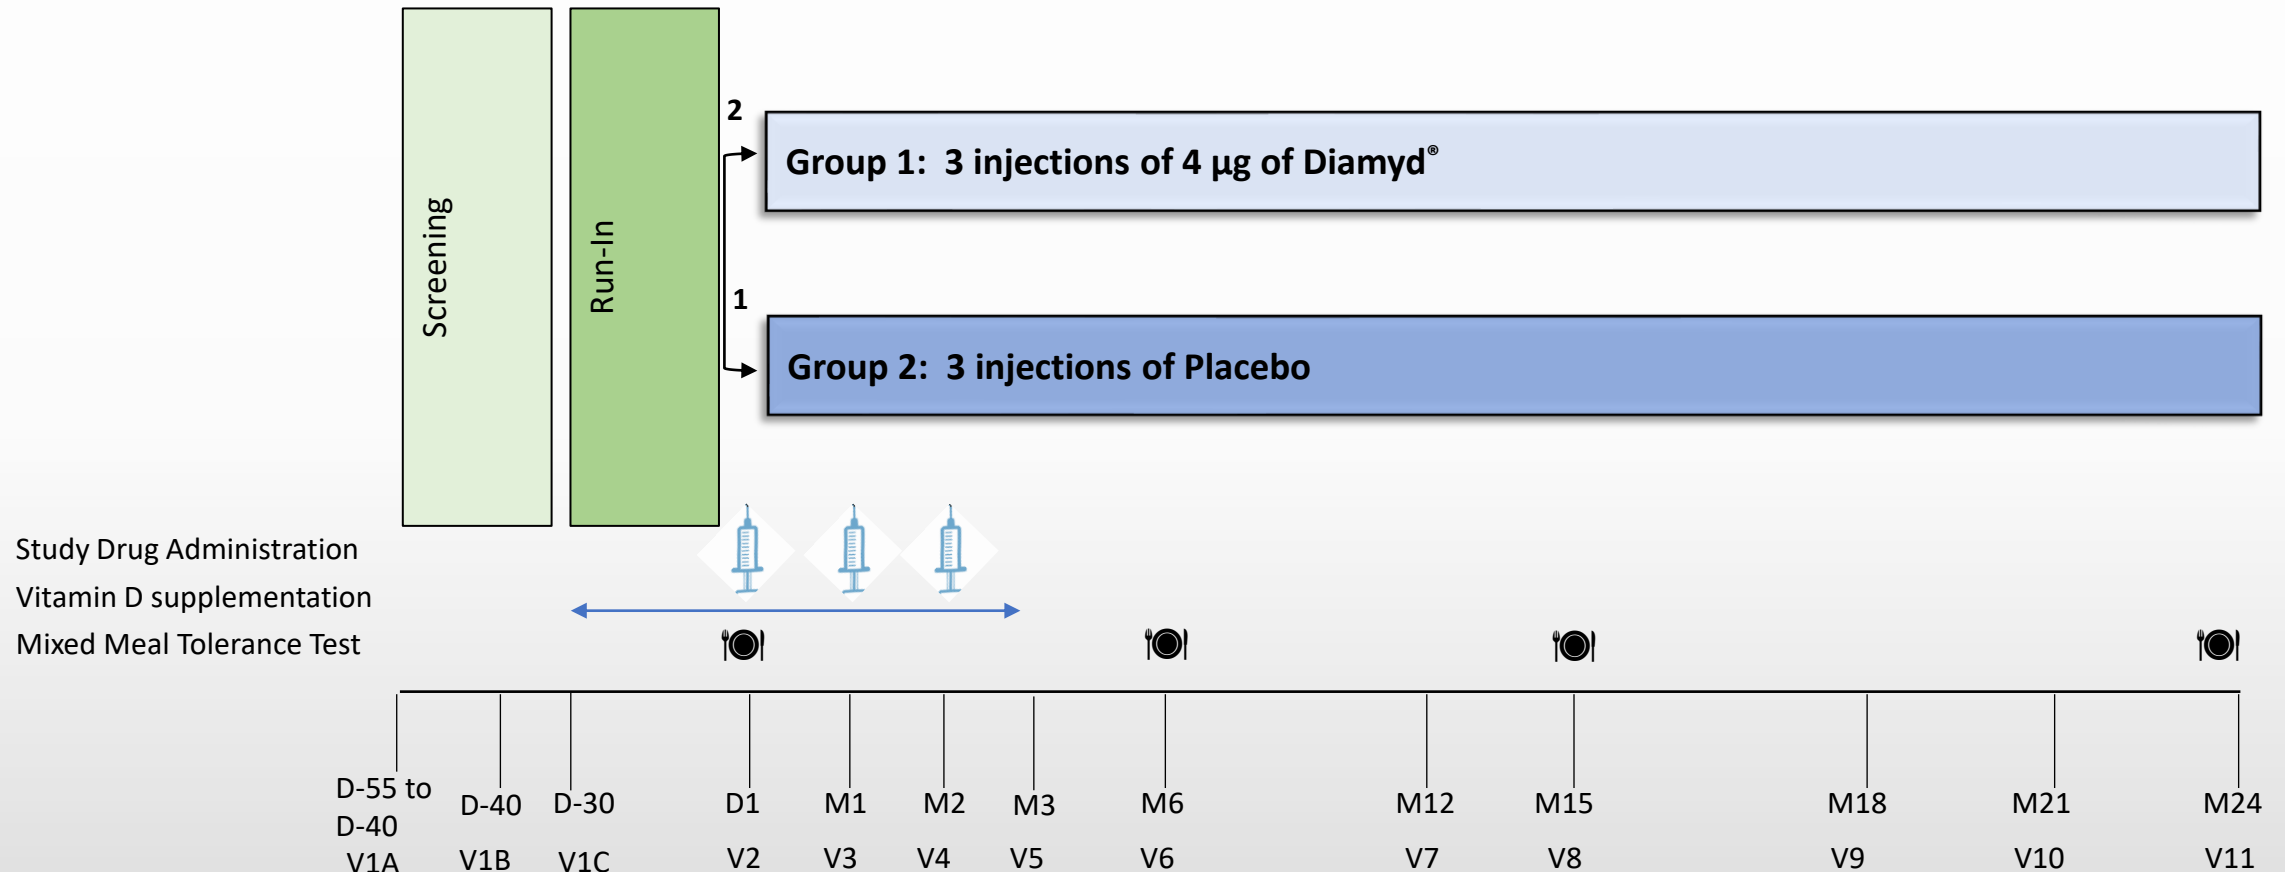 Screening
Run-In
2
Group 1:  3 injections of 4 µg of Diamyd®
1
Group 2:  3 injections of Placebo
Study Drug Administration
Vitamin D supplementation
Mixed Meal Tolerance Test
D-55 to
D-40
D-40 D-30 D1 M1 M2 M3 M6 M12 M15 M18 M21 M24
V1A V1B V1C V2 V3 V4 V5 V6 V7 V8 V9 V10 V11